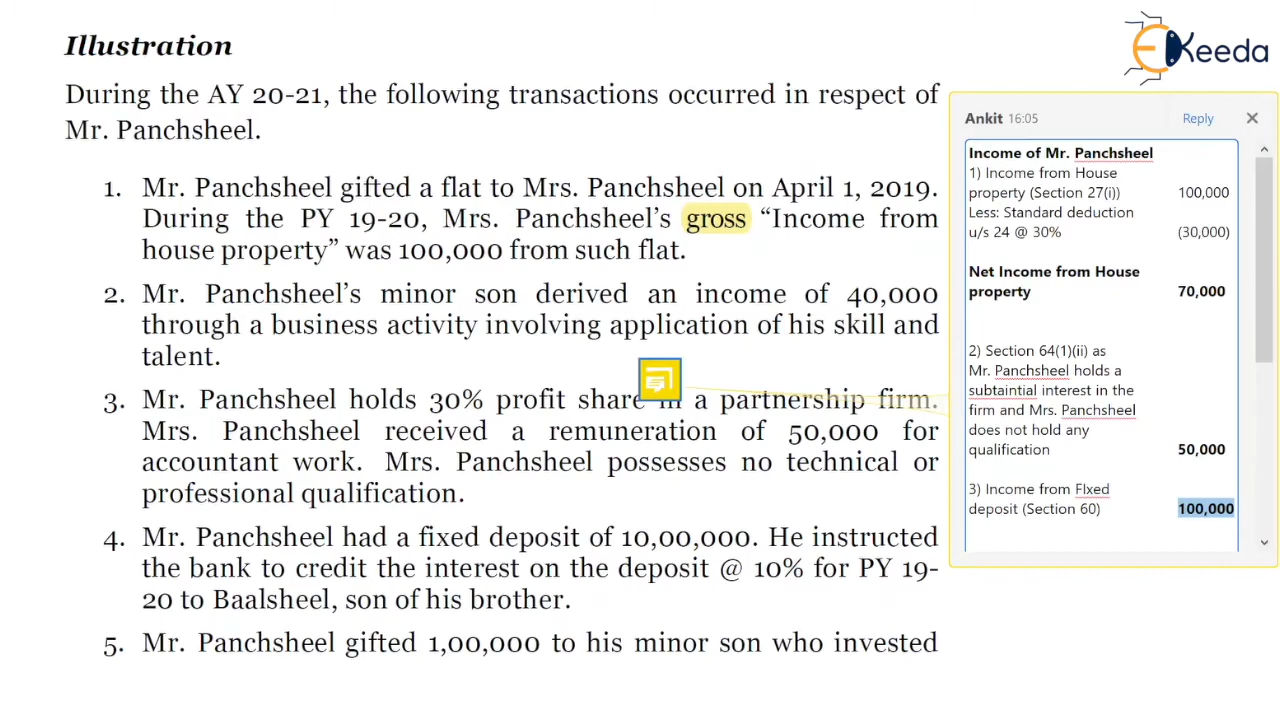 Illustration
EKeeda
During the AY 20-21, the following transactions occurred in respect of
Mr. Panchsheel.
1. Mr. Panchsheel gifted a flat to Mrs. Panchsheel on April 1, 2019.
During the PY 19-20, Mrs. Panchsheel’s gross “Income from
house property” was 100,000 from such flat.
2. Mr. Panchsheel’s minor son derived an income of 40,000
through a business activity involving application of his skill and
talent.
3. Mr. Panchsheel holds 30% profit share in a partnership firm.
Mrs. Panchsheel received a remuneration of 50,000 for
accountant work. Mrs. Panchsheel possesses no technical or
professional qualification.
4. Mr. Panchsheel had a fixed deposit of 10,00,000. He instructed
the bank to credit the interest on the deposit @ 10% for PY 19-
20 to Baalsheel, son of his brother.
5. Mr. Panchsheel gifted 1,00,000 to his minor son who invested
Ankit 16:05 Reply
Income of Mr. Panchsheel
1) Income from House
property (Section 27(i)) 100,000
Less: Standard deduction
u/s 24 @ 30% (30,000)
Net Income from House
property 70,000
2) Section 64(1)(ii) as
Mr. Panchsheel holds a
subtaintial interest in the
firm and Mrs. Panchsheel
does not hold any
qualification 50,000
3) Income from FIxed
deposit (Section 60) 100,000